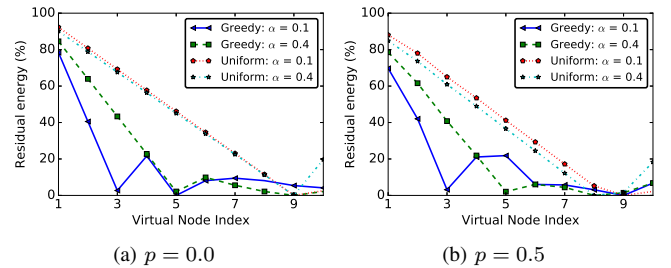 Residual energy (%)
100
80
60
40
20
0
1 3 5 7 9
Virtual Node Index
Greedy: α = 0.1
Greedy: α = 0.4
Uniform: α = 0.1
Uniform: α = 0.4
(a) p = 0.0
Residual energy (%)
100
80
60
40
20
0
1 3 5 7 9
Virtual Node Index
Greedy: α = 0.1
Greedy: α = 0.4
Uniform: α = 0.1
Uniform: α = 0.4
(b) p = 0.5